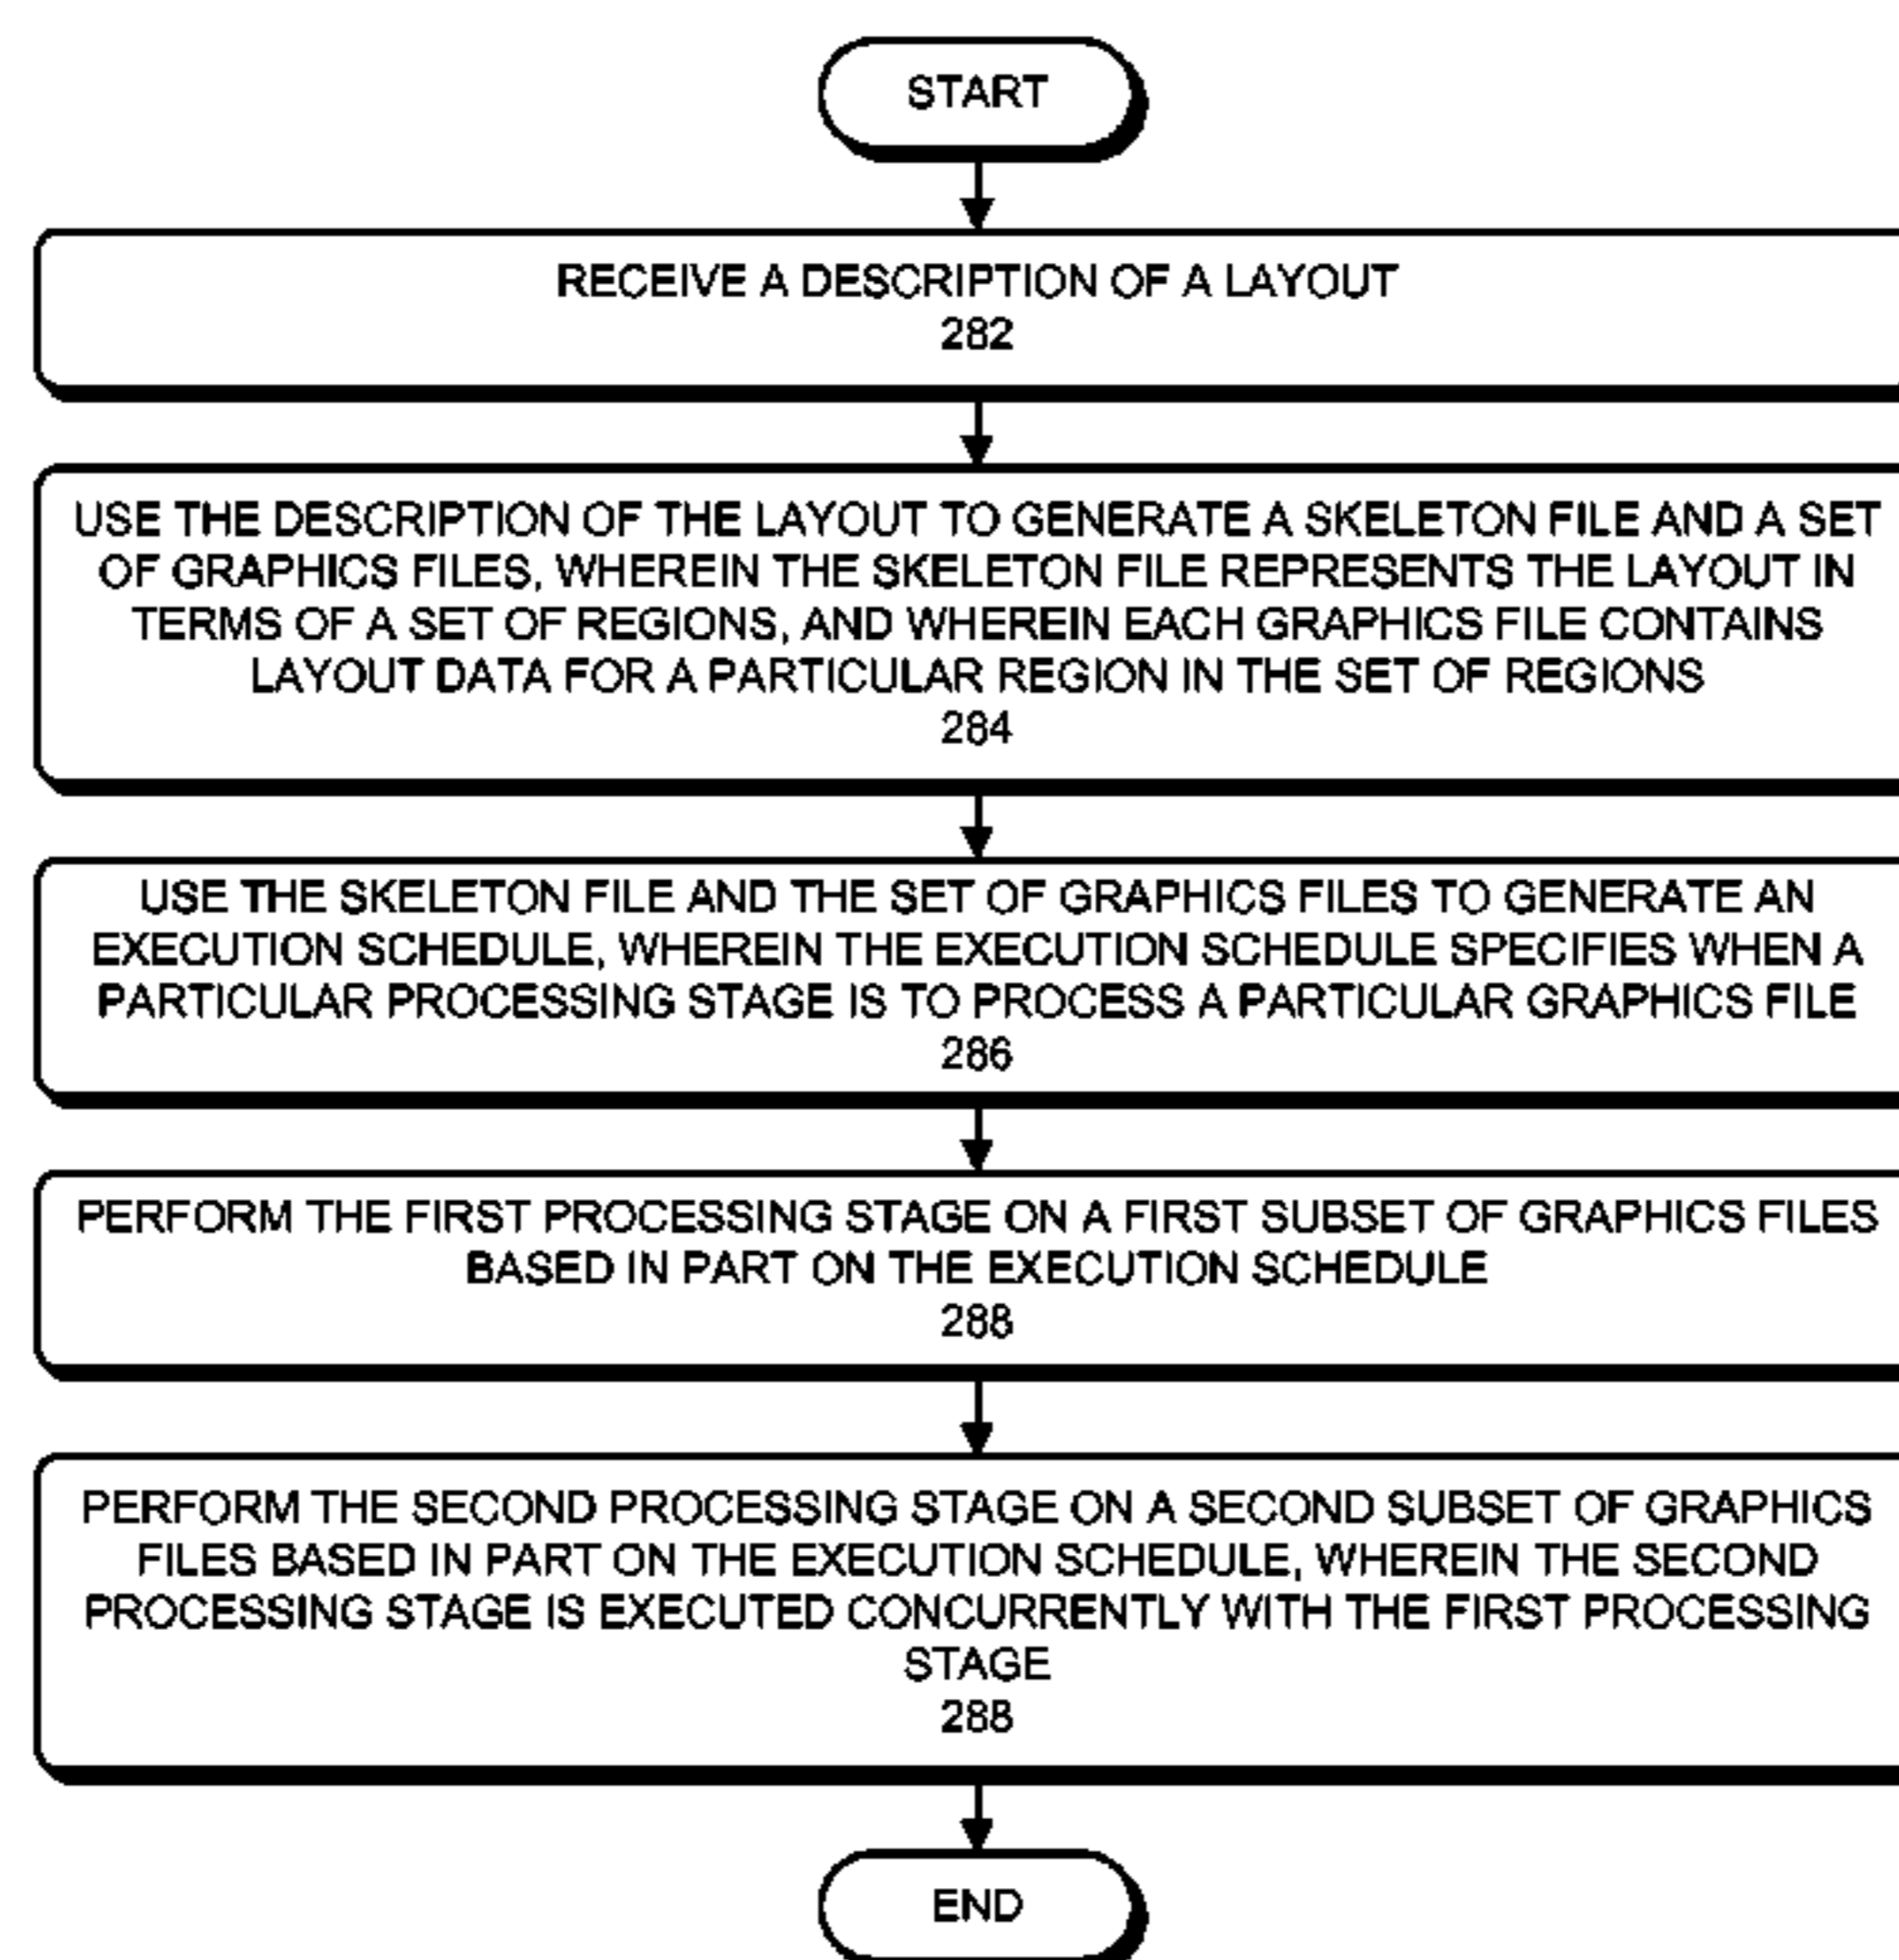 START
RECEIVE A DESCRIPTION OF A LAYOUT
282
USE THE DESCRIPTION OF THE LAYOUT TO GENERATE A SKELETON FILE AND A SET
OF GRAPHICS FILES, WHEREIN THE SKELETON FILE REPRESENTS THE LAYOUT IN
TERMS OF A SET OF REGIONS, AND WHEREIN EACH GRAPHICS FILE CONTAINS
LAYOUT DATA FOR A PARTICULAR REGION IN THE SET OF REGIONS
284
USE THE SKELETON FILE AND THE SET OF GRAPHICS FILES TO GENERATE AN
EXECUTION SCHEDULE, WHEREIN THE EXECUTION SCHEDULE SPECIFIES WHEN A
PARTICULAR PROCESSING STAGE IS TO PROCESS A PARTICULAR GRAPHICS FILE
286
PERFORM THE FIRST PROCESSING STAGE ON A FIRST SUBSET OF GRAPHICS FILES
BASED IN PART ON THE EXECUTION SCHEDULE
288
PERFORM THE SECOND PROCESSING STAGE ON A SECOND SUBSET OF GRAPHICS
FILES BASED IN PART ON THE EXECUTION SCHEDULE, WHEREIN THE SECOND
PROCESSING STAGE IS EXECUTED CONCURRENTLY WITH THE FIRST PROCESSING
STAGE
288
END